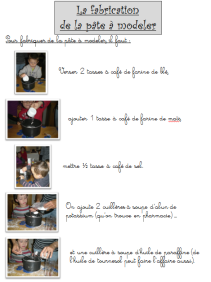 La fabrication
de la pâte à modeler
Pour fabriquer de la pâte à modeler, il faut :
Verser 2 tasses à café de farine de blé,
ajouter 1 tasse à café de farine de maïs
mettre ½ tasse à café de sel.
On ajoute 2 cuillères à soupe d'alun de
potassium (qu'on trouve en pharmacie)...
et une cuillère à soupe d'huile de paraffine (de
l'huile de tournesol peut faire l'affaire aussi).